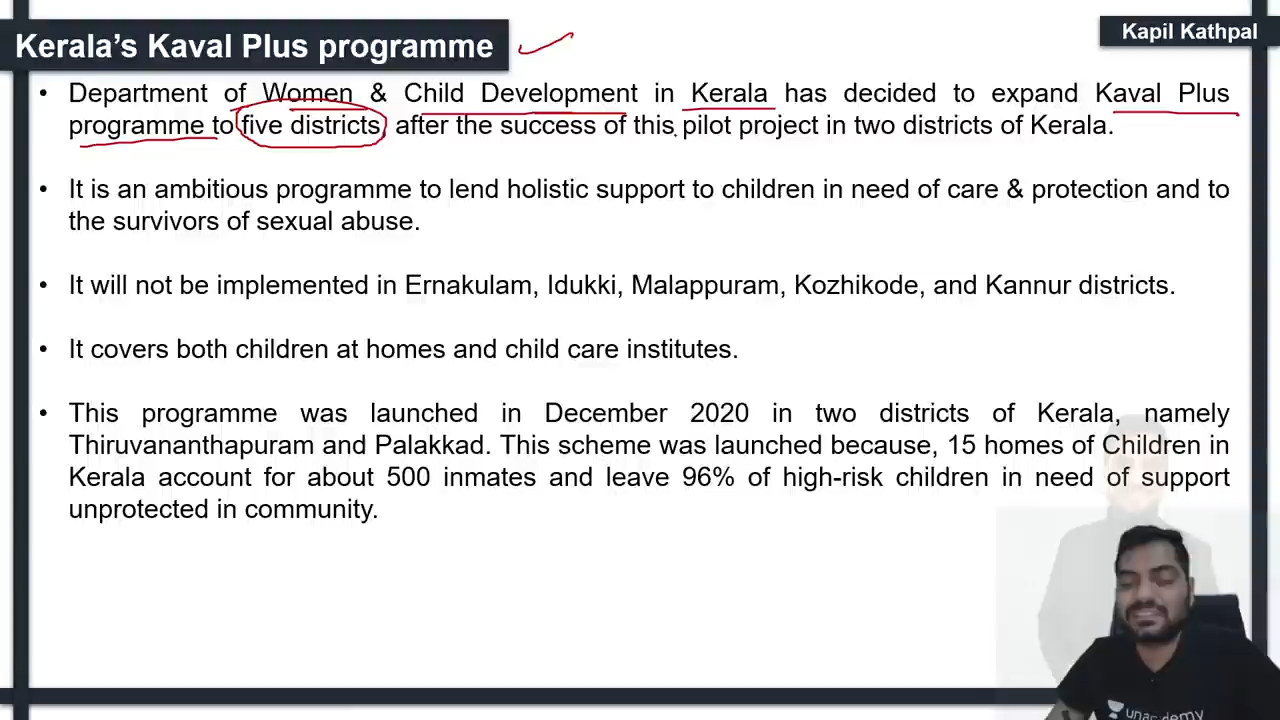 Kerala's Kaval Plus programme
Kapil Kathpal
• Department of Women & Child Development in Kerala has decided to expand Kaval Plus
programme to five districts, after the success of this pilot project in two districts of Kerala.
• It is an ambitious programme to lend holistic support to children in need of care & protection and to
the survivors of sexual abuse.
• It will not be implemented in Ernakulam, Idukki, Malappuram, Kozhikode, and Kannur districts.
• It covers both children at homes and child care institutes.
• This programme was launched in December 2020 in two districts of Kerala, namely
Thiruvananthapuram and Palakkad. This scheme was launched because, 15 homes of Children in
Kerala account for about 500 inmates and leave 96% of high-risk children in need of support
unprotected in community.
unacademy